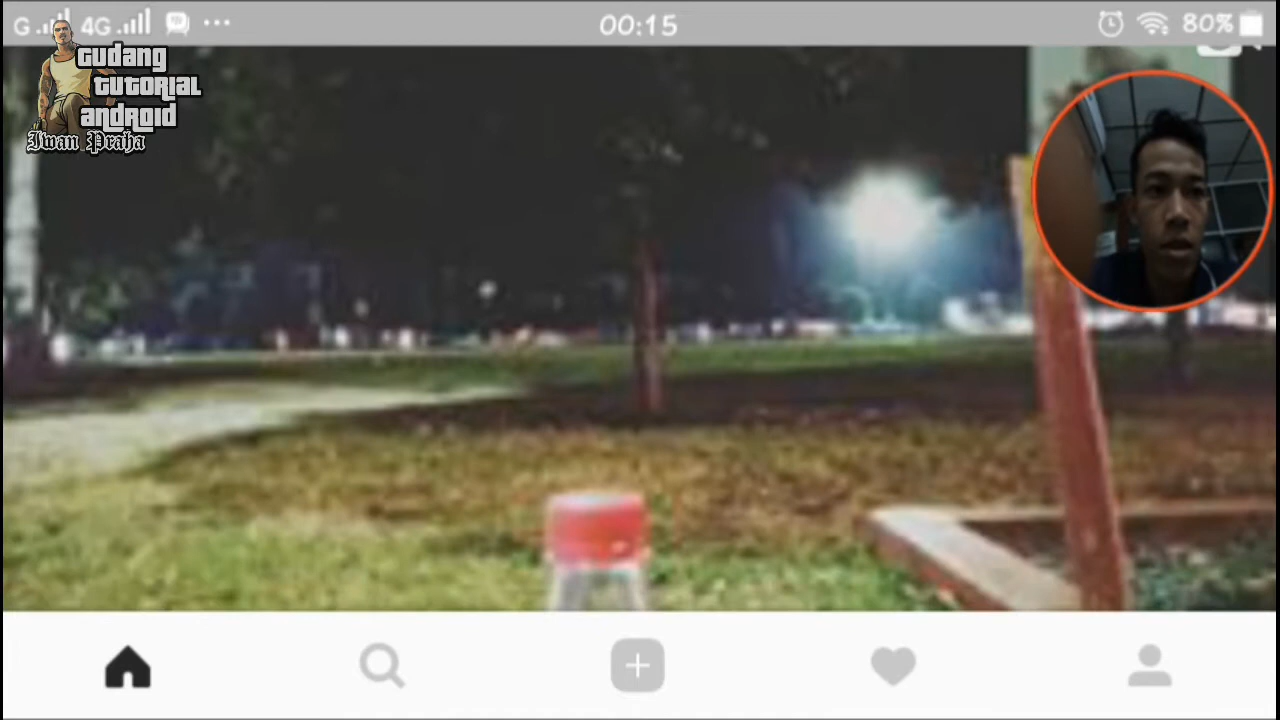 G 4G ... 00:15 80%
Gudang
Tutorial
Android
Iwan Praha